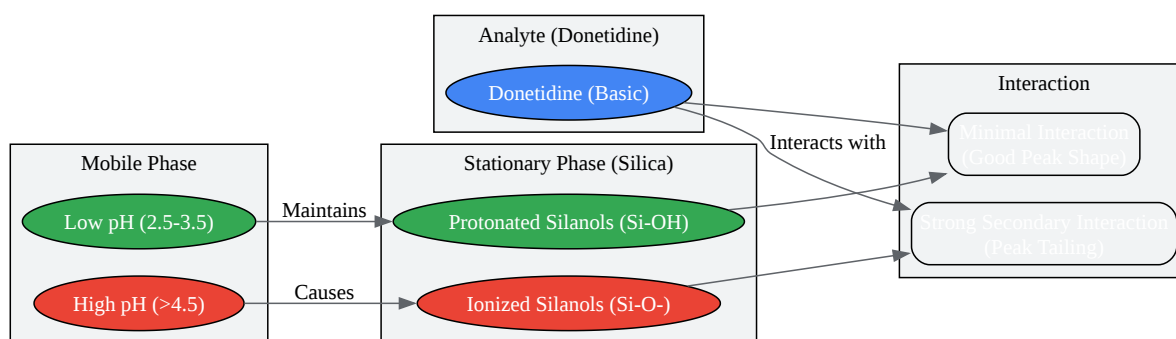 Analyte (Donetidine)
Donetidine (Basic)
Interaction
Minimal Interaction
(Good Peak Shape)
Interacts with
Strong Secondary Interaction
(Peak Tailing)
Mobile Phase
Low pH (2.5-3.5)
Maintains
High pH (>4.5)
Causes
Stationary Phase (Silica)
Protonated Silanols (Si-OH)
Ionized Silanols (Si-O-)